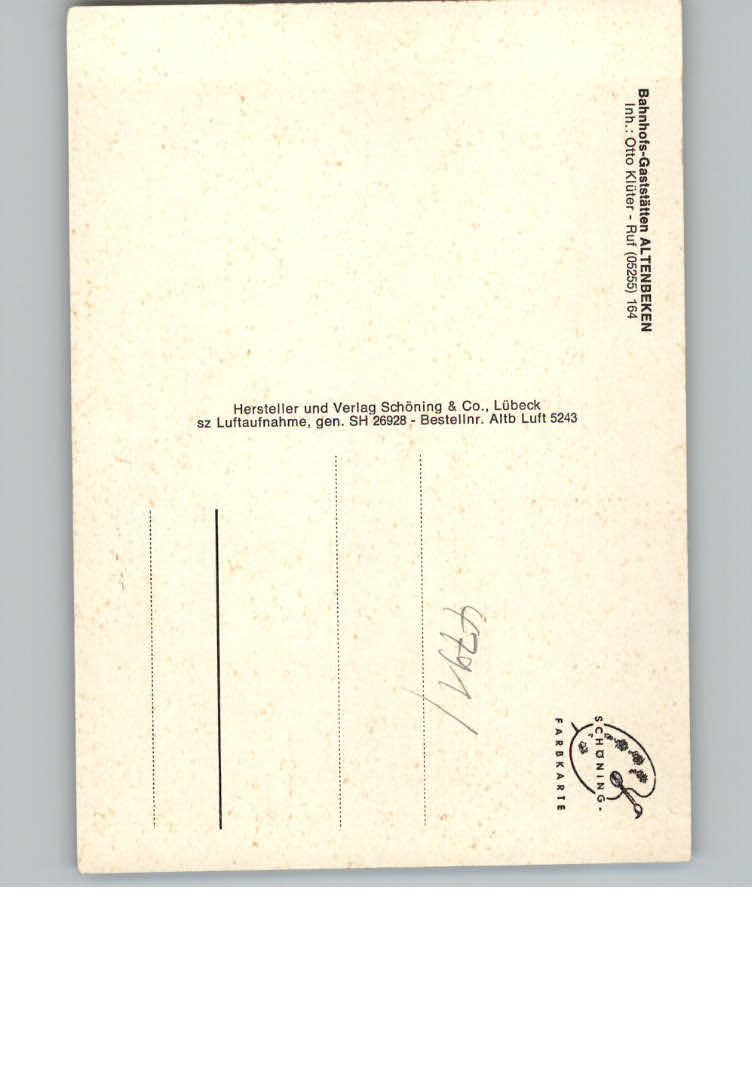 Bahnhofs-Gaststätten ALTENBEKEN
Inh.: Otto Klüter - Ruf (05255) 164
Hersteller und Verlag Schöning & Co., Lübeck
sz Luftaufnahme, gen. SH 26928 - Bestellnr. Altb Luft 5243
4791/
SCHÖNING-
FARBKARTE